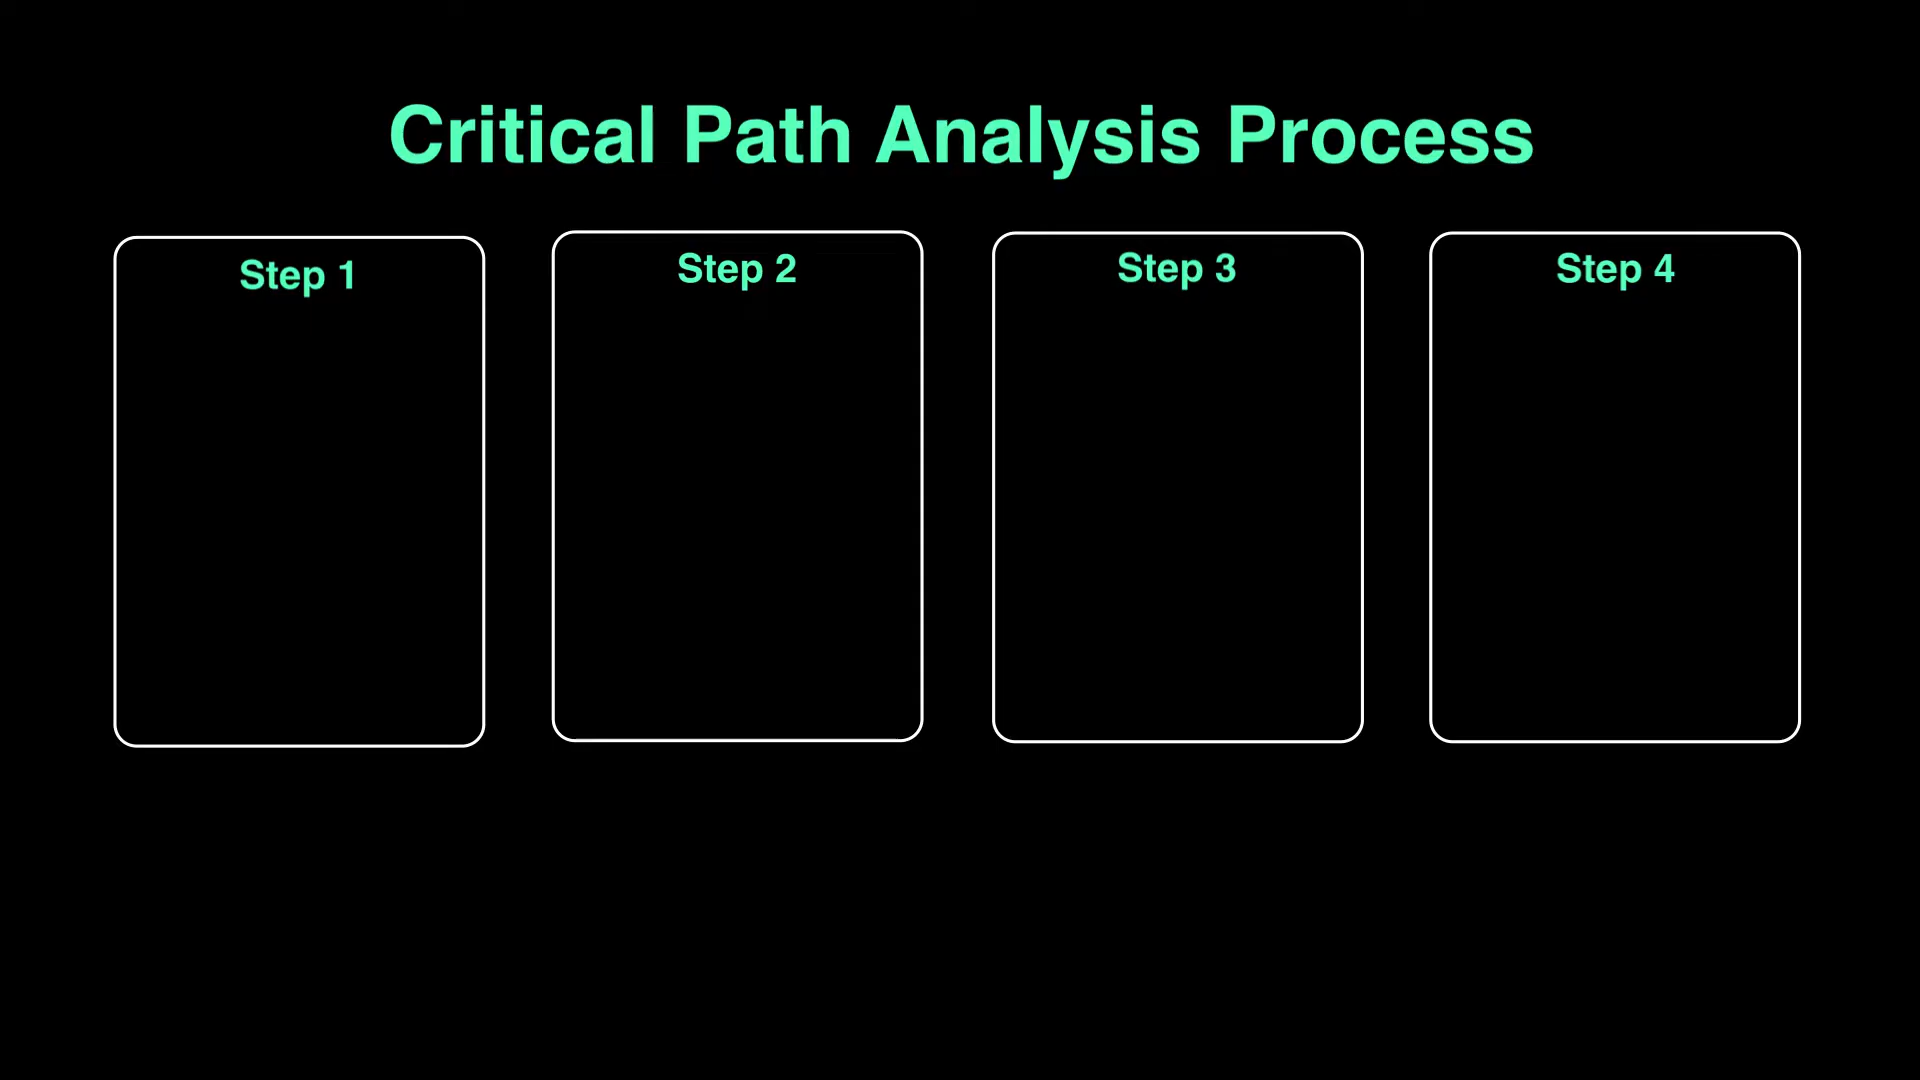 Critical Path Analysis Process
Step 1
Step 2
Step 3
Step 4